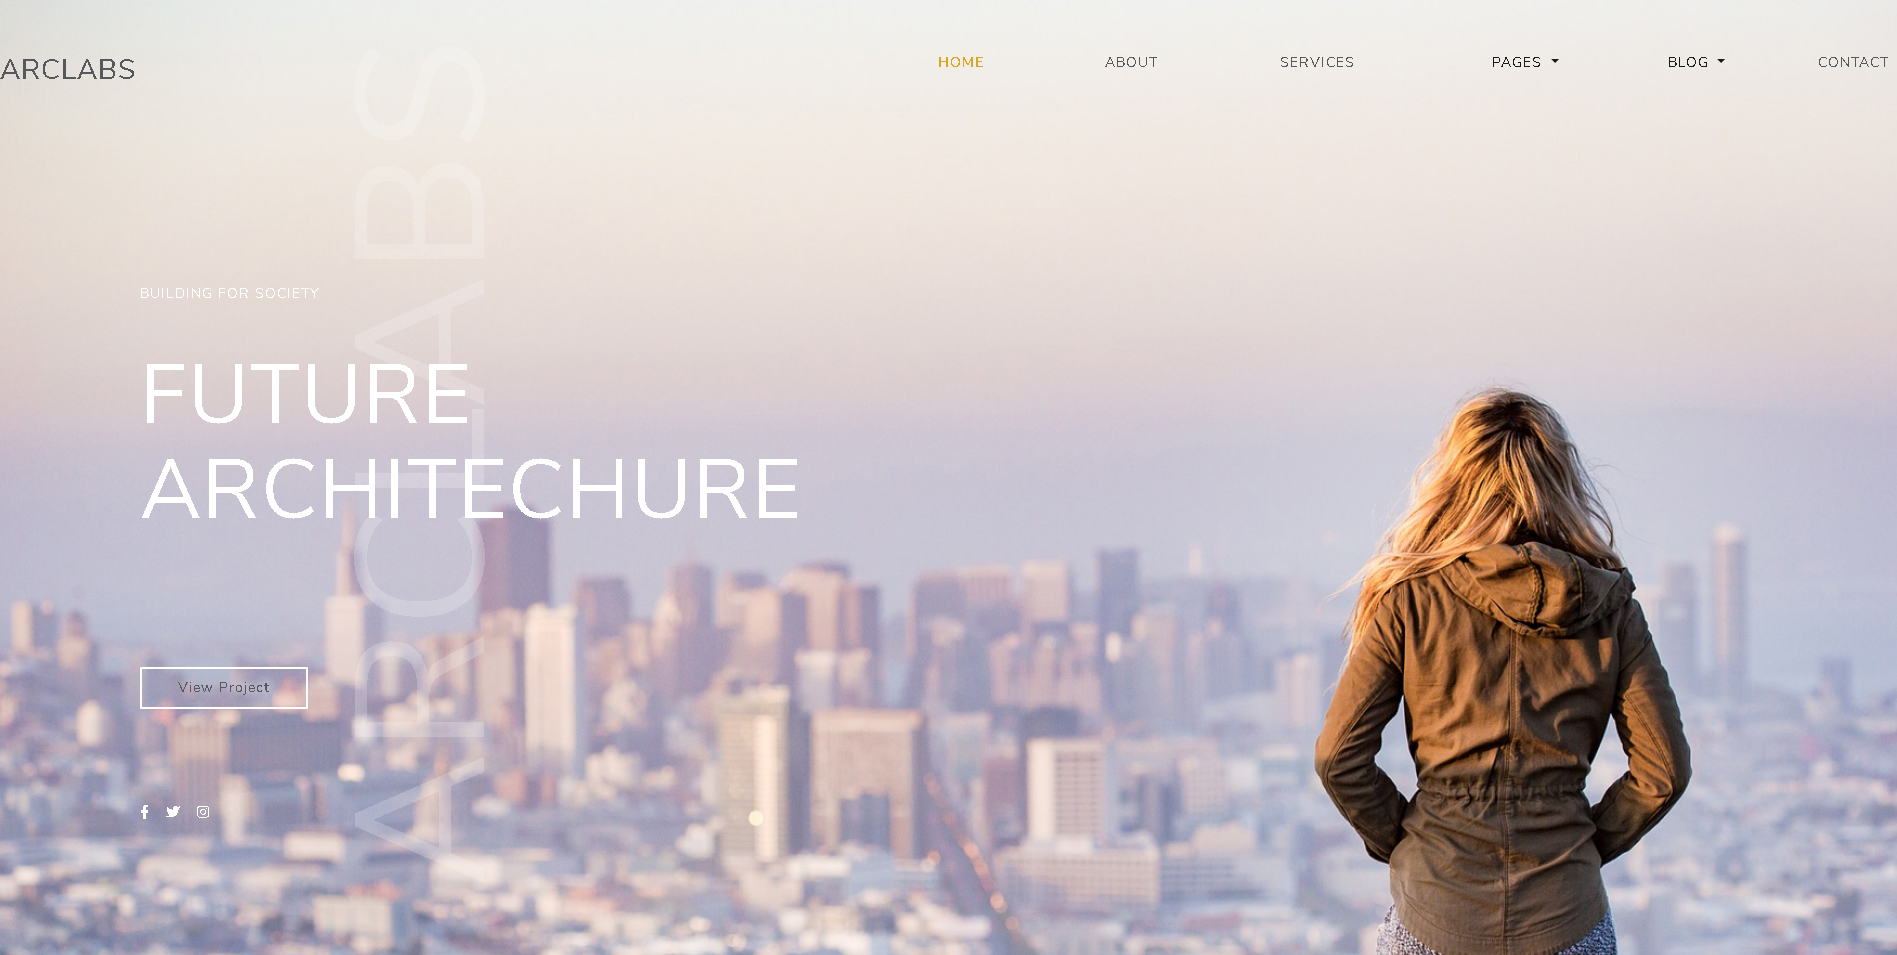 ARCLABS
HOME ABOUT SERVICES PAGES BLOG CONTACT
ARCLABS
BUILDING FOR SOCIETY
FUTURE
ARCHITECHURE
View Project